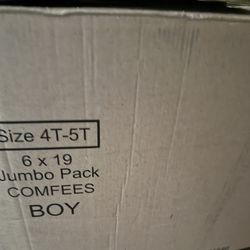 Size 4T-5T
6 x 19
Jumbo Pack
COMFEES
BOY